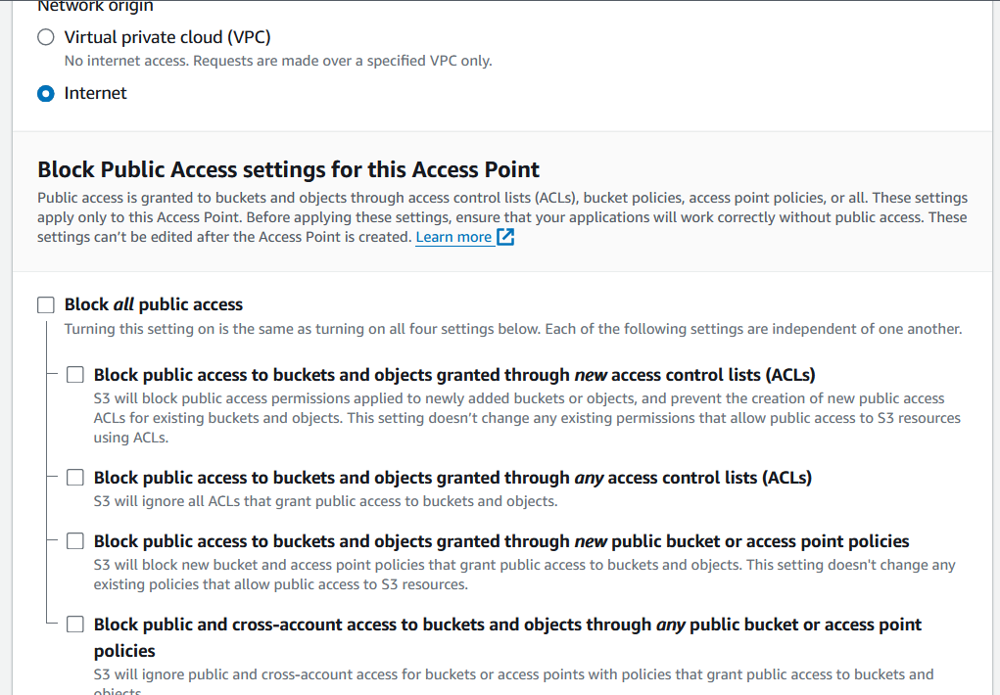 Network origin
Virtual private cloud (VPC)
No internet access. Requests are made over a specified VPC only.
Internet
Block Public Access settings for this Access Point
Public access is granted to buckets and objects through access control lists (ACLs), bucket policies, access point policies, or all. These settings
apply only to this Access Point. Before applying these settings, ensure that your applications will work correctly without public access. These
settings can’t be edited after the Access Point is created. Learn more
Block all public access
Turning this setting on is the same as turning on all four settings below. Each of the following settings are independent of one another.
Block public access to buckets and objects granted through new access control lists (ACLs)
S3 will block public access permissions applied to newly added buckets or objects, and prevent the creation of new public access
ACLs for existing buckets and objects. This setting doesn’t change any existing permissions that allow public access to S3 resources
using ACLs.
Block public access to buckets and objects granted through any access control lists (ACLs)
S3 will ignore all ACLs that grant public access to buckets and objects.
Block public access to buckets and objects granted through new public bucket or access point policies
S3 will block new bucket and access point policies that grant public access to buckets and objects. This setting doesn't change any
existing policies that allow public access to S3 resources.
Block public and cross-account access to buckets and objects through any public bucket or access point
policies
S3 will ignore public and cross-account access for buckets or access points with policies that grant public access to buckets and
objects.